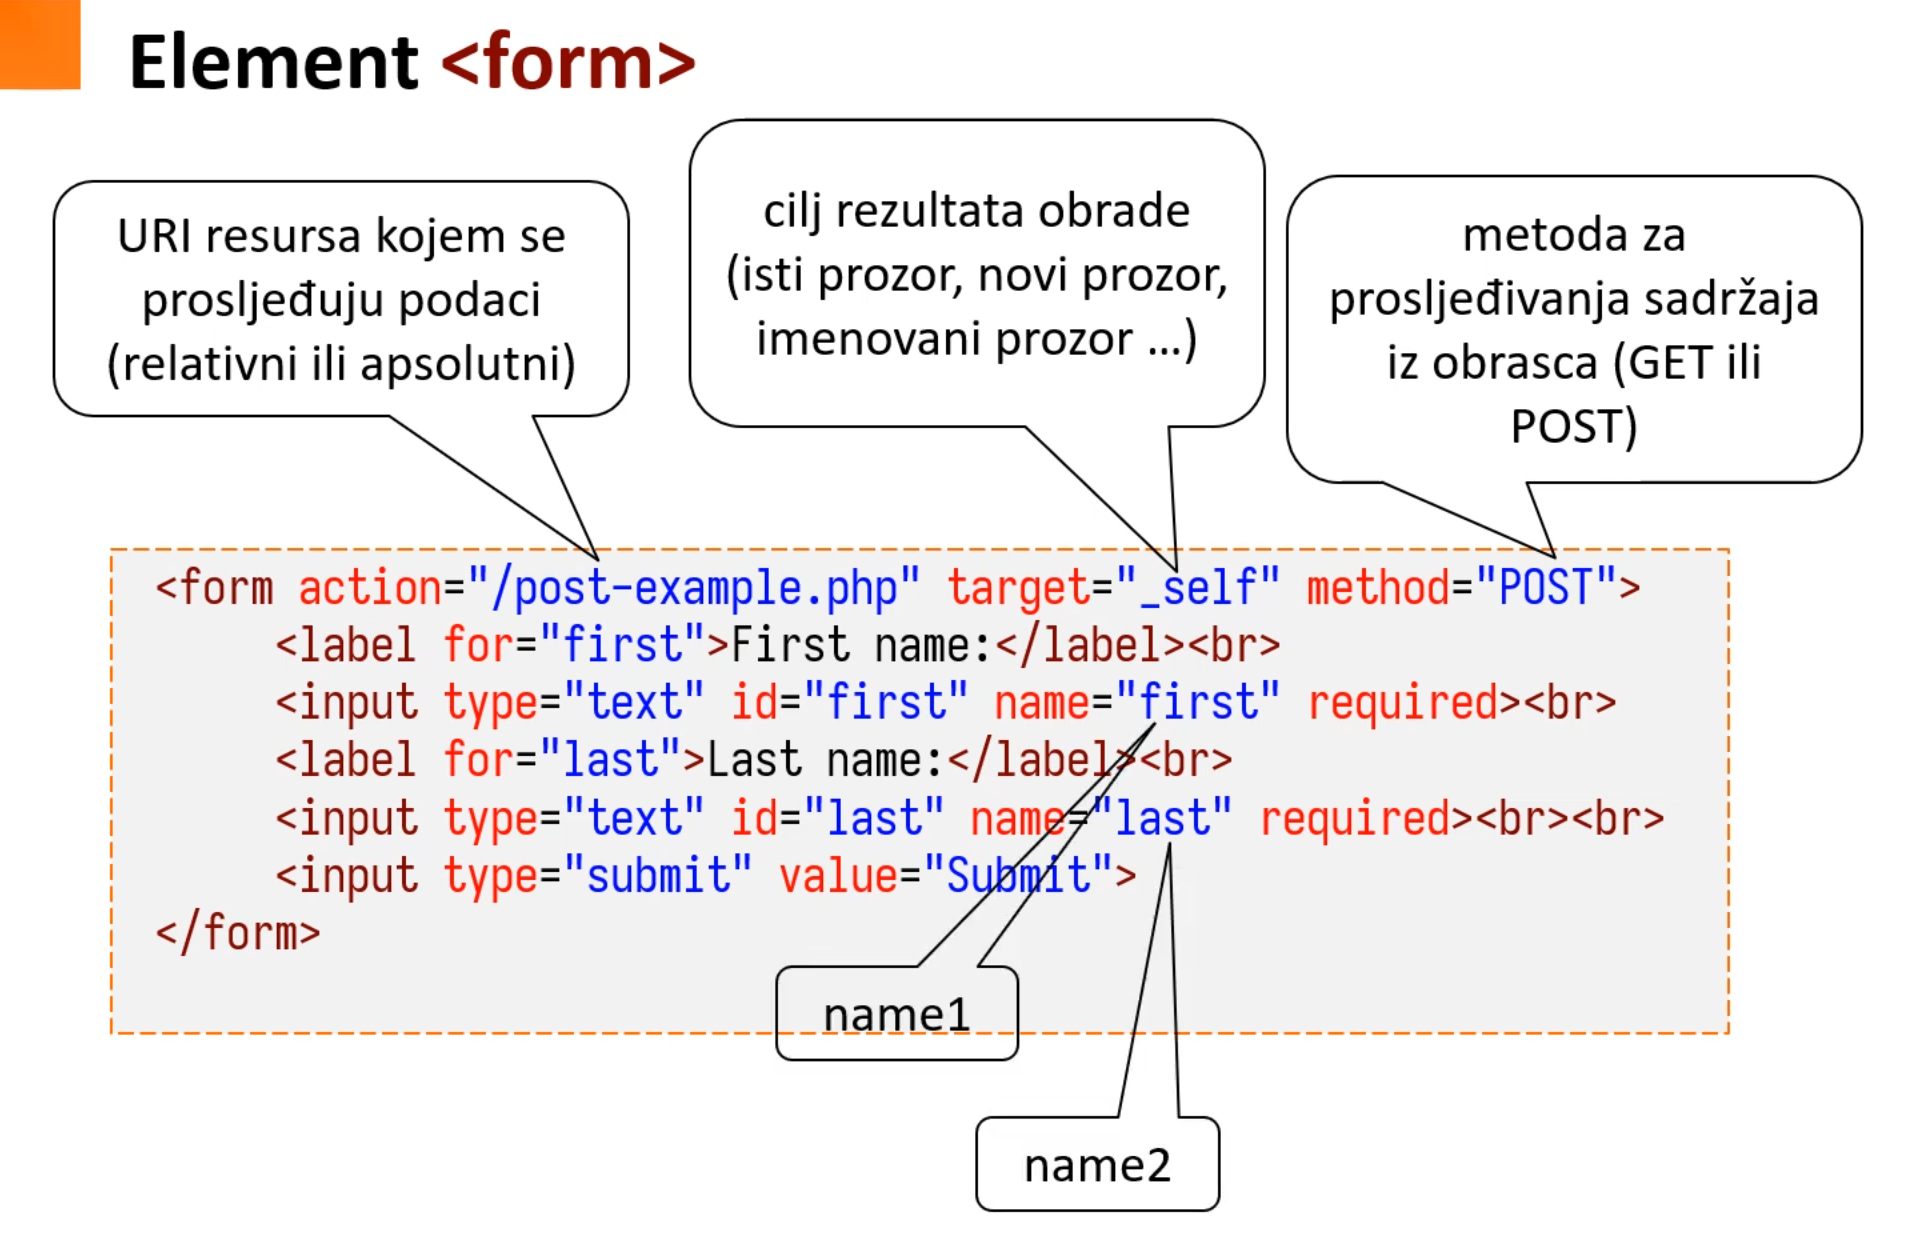 Element <form>
URI resursa kojem se
prosljeđuju podaci
(relativni ili apsolutni)
cilj rezultata obrade
(isti prozor, novi prozor,
imenovani prozor …)
metoda za
prosljeđivanja sadržaja
iz obrasca (GET ili
POST)
<form action="/post-example.php" target="_self" method="POST">
<label for="first">First name:</label><br>
<input type="text" id="first" name="first" required><br>
<label for="last">Last name:</label><br>
<input type="text" id="last" name="last" required><br><br>
<input type="submit" value="Submit">
</form>
name1
name2